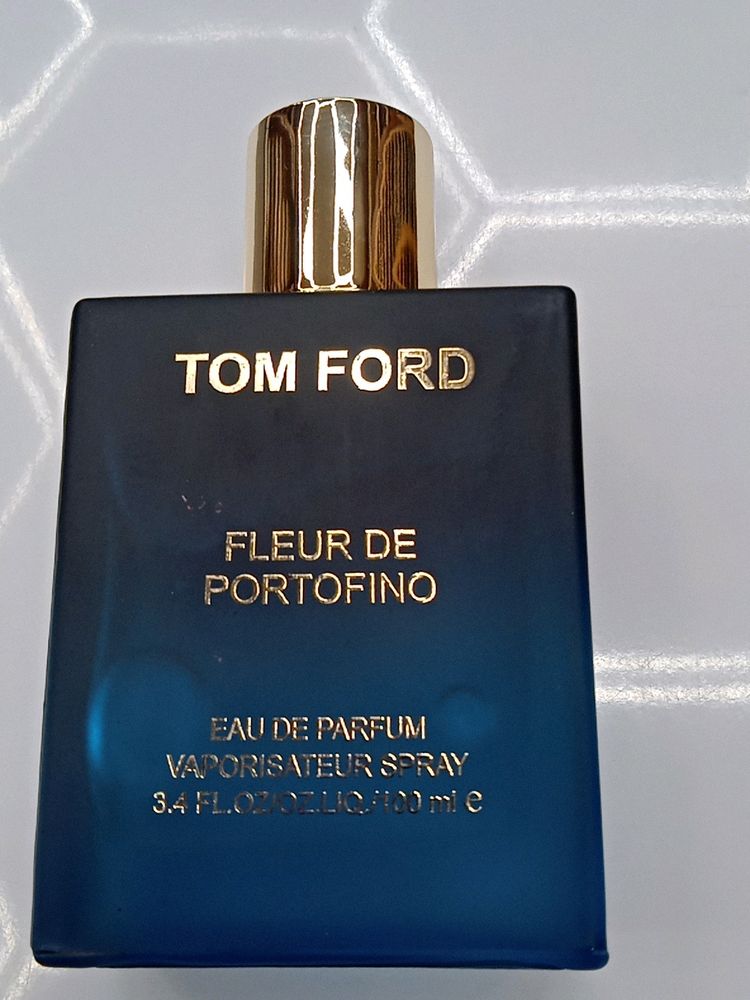 TOM FORD
FLEUR DE
PORTOFINO
EAU DE PARFUM
VAPORISATEUR SPRAY
3.4 FL.OZ/OZ.LIQ./100 ml e